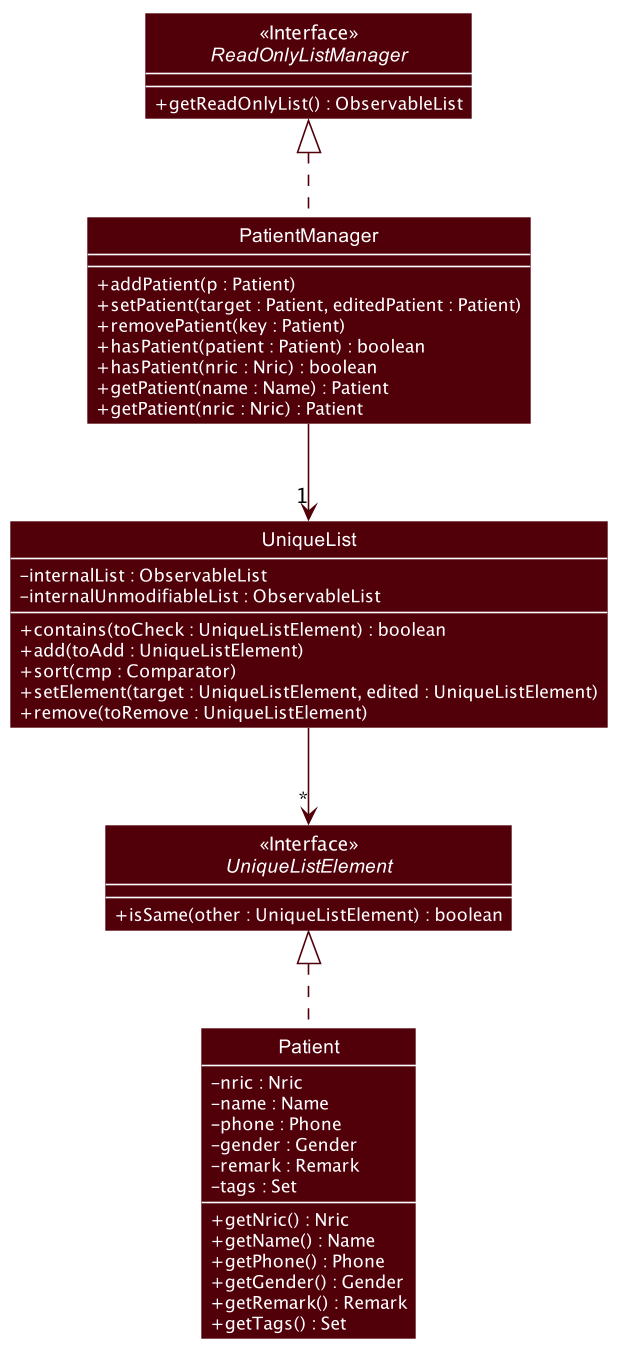 «Interface»
ReadOnlyListManager
+getReadOnlyList() : ObservableList
PatientManager
+addPatient(p : Patient)
+setPatient(target : Patient, editedPatient : Patient)
+removePatient(key : Patient)
+hasPatient(patient : Patient) : boolean
+hasPatient(nric : Nric) : boolean
+getPatient(name : Name) : Patient
+getPatient(nric : Nric) : Patient
1
UniqueList
-internalList : ObservableList
-internalUnmodifiableList : ObservableList
+contains(toCheck : UniqueListElement) : boolean
+add(toAdd : UniqueListElement)
+sort(cmp : Comparator)
+setElement(target : UniqueListElement, edited : UniqueListElement)
+remove(toRemove : UniqueListElement)
*
«Interface»
UniqueListElement
+isSame(other : UniqueListElement) : boolean
Patient
-nric : Nric
-name : Name
-phone : Phone
-gender : Gender
-remark : Remark
-tags : Set
+getNric() : Nric
+getName() : Name
+getPhone() : Phone
+getGender() : Gender
+getRemark() : Remark
+getTags() : Set